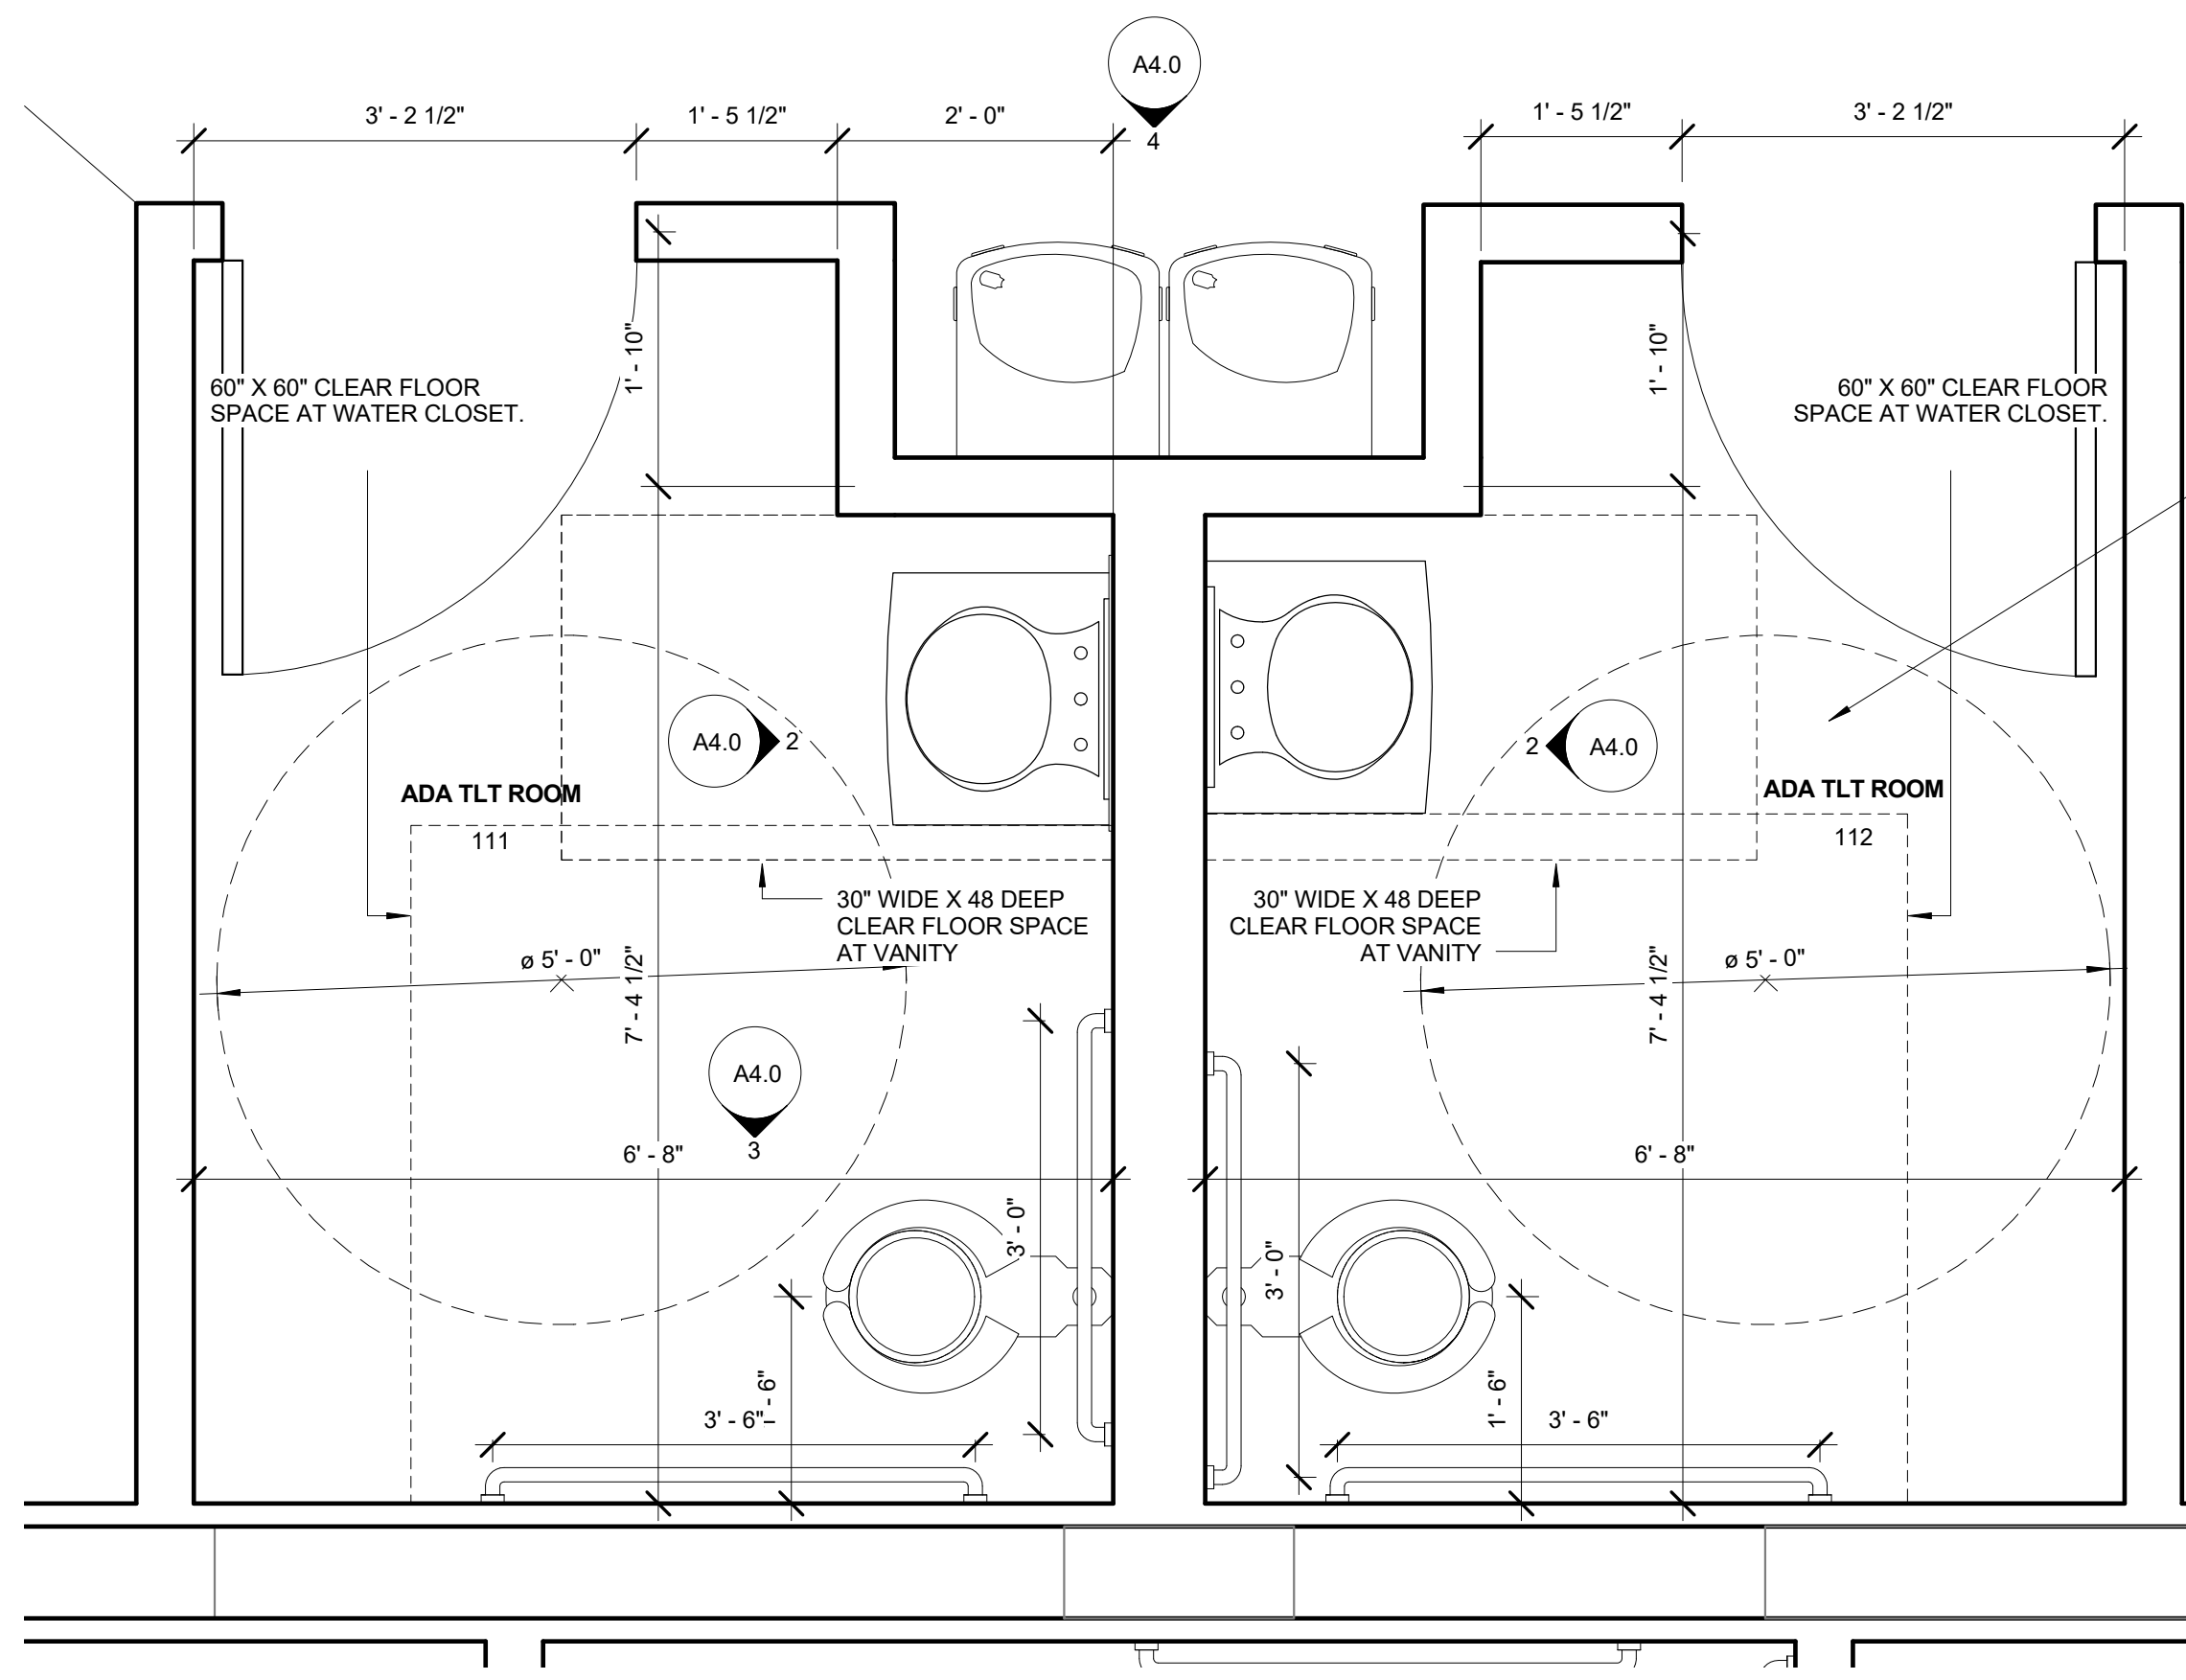 A4.0
4
3' - 2 1/2"
1' - 5 1/2"
2' - 0"
1' - 5 1/2"
3' - 2 1/2"
1' - 10"
1' - 10"
60" X 60" CLEAR FLOOR
SPACE AT WATER CLOSET.
60" X 60" CLEAR FLOOR
SPACE AT WATER CLOSET.
A4.0
2
2
A4.0
ADA TLT ROOM
111
ADA TLT ROOM
112
30" WIDE X 48 DEEP
CLEAR FLOOR SPACE
AT VANITY
30" WIDE X 48 DEEP
CLEAR FLOOR SPACE
AT VANITY
ø 5' - 0"
7' - 4 1/2"
ø 5' - 0"
7' - 4 1/2"
A4.0
3
6' - 8"
6' - 8"
3' - 0"
3' - 0"
3' - 6"
- 6"
1' - 6"
3' - 6"